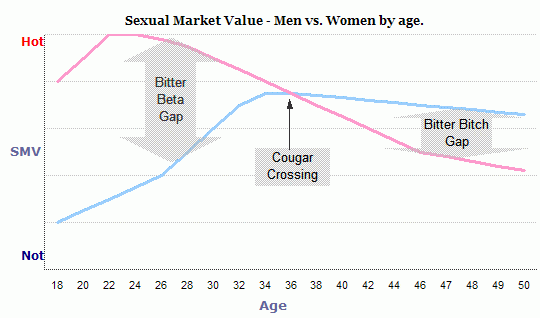 Sexual Market Value - Men vs. Women by age.
Hot
Bitter
Beta
Gap
Bitter Bitch
Gap
SMV
Cougar
Crossing
Not
18 20 22 24 26 28 30 32 34 36 38 40 42 44 46 47 48 49 50
Age